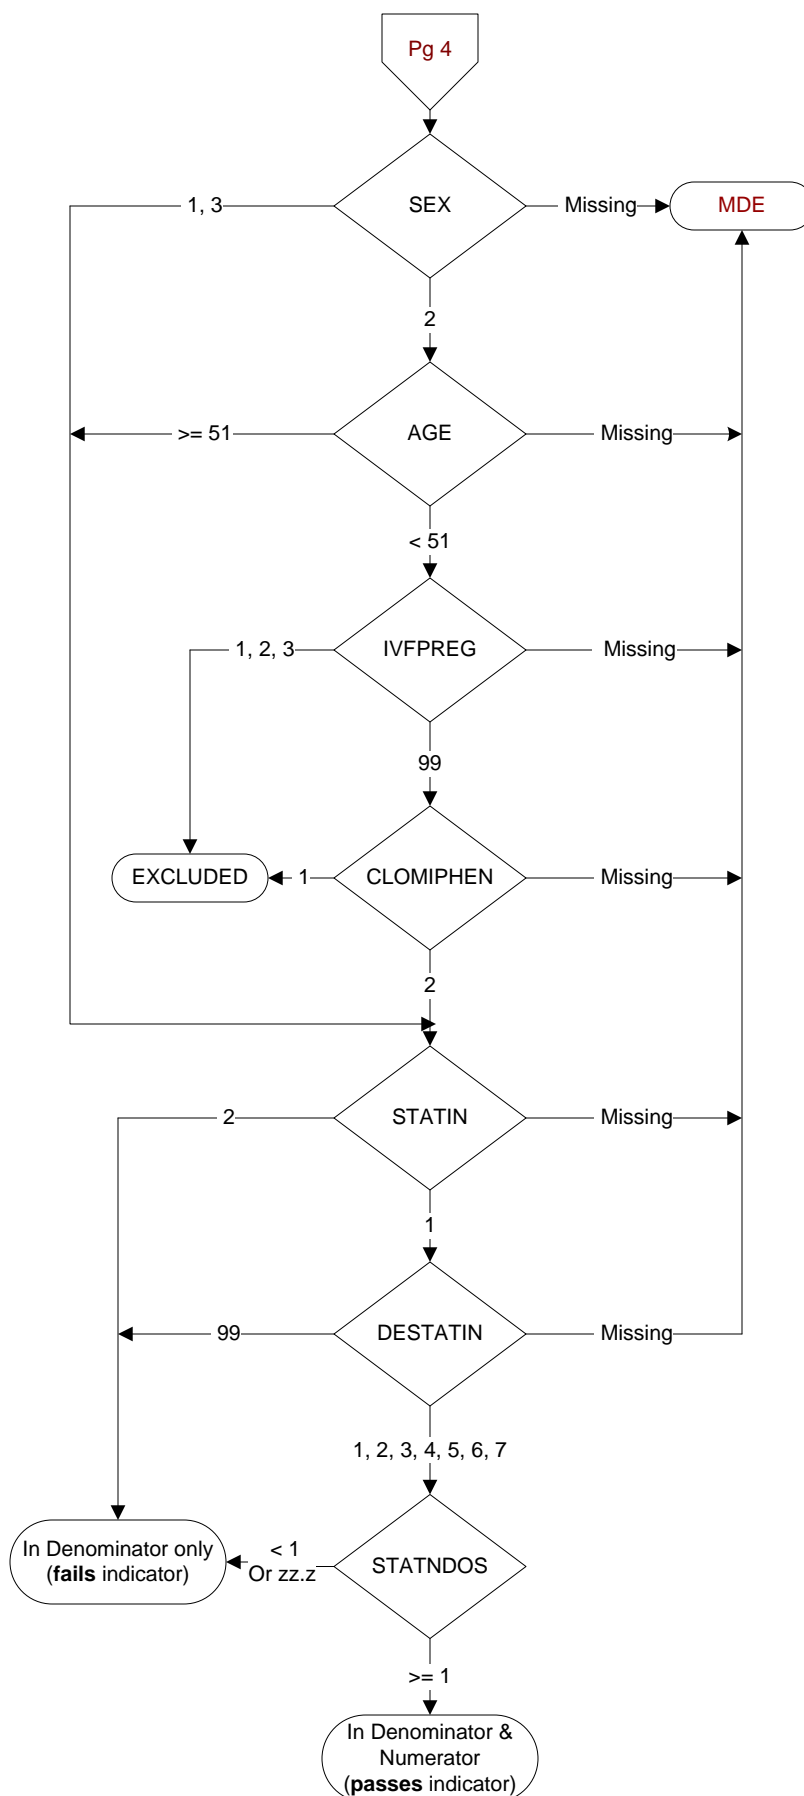 Pg 4
1, 3
SEX
Missing
MDE
2
>= 51
AGE
Missing
< 51
1, 2, 3
IVFPREG
Missing
99
EXCLUDED
1
CLOMIPHEN
Missing
2
2
STATIN
Missing
1
99
DESTATIN
Missing
1, 2, 3, 4, 5, 6, 7
In Denominator only
(fails indicator)
< 1
Or zz.z
STATNDOS
>= 1
In Denominator &
Numerator
(passes indicator)